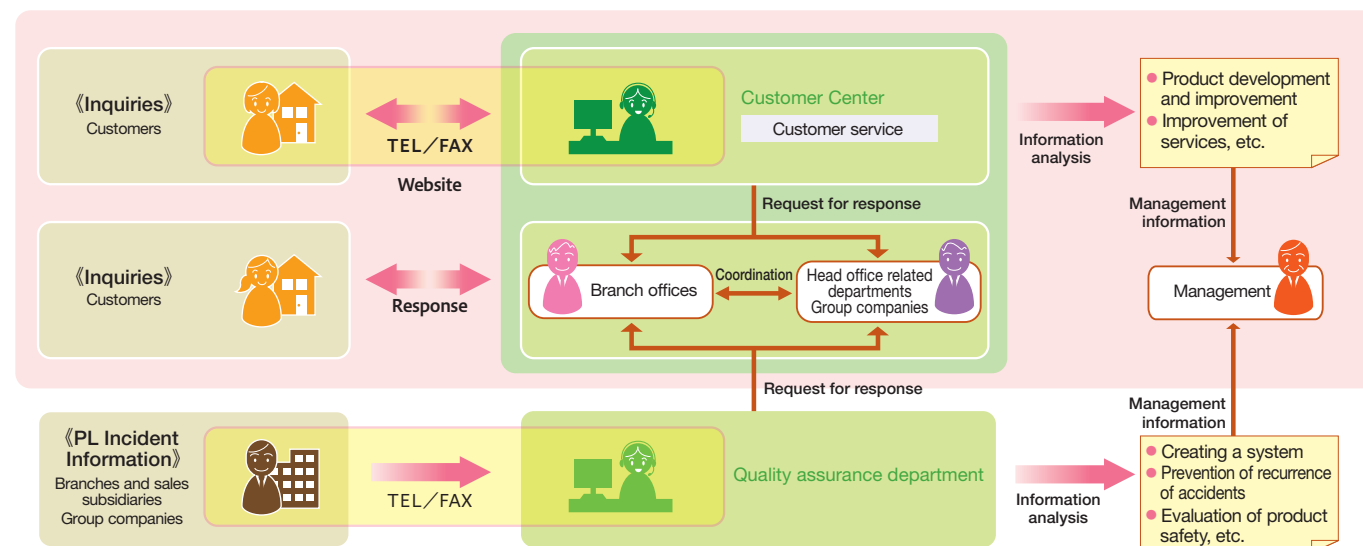 《Inquiries》
Customers
TEL／FAX
Website
Customer Center
Customer service
Information
analysis
● Product development
and improvement
● Improvement of
services, etc.
Request for response
Management
information
《Inquiries》
Customers
Response
Branch offices
Coordination
Head office related
departments
Group companies
Management
Request for response
Management
information
《PL Incident
Information》
Branches and sales
subsidiaries
Group companies
TEL／FAX
Quality assurance department
Information
analysis
● Creating a system
● Prevention of recurrence
of accidents
● Evaluation of product
safety, etc.